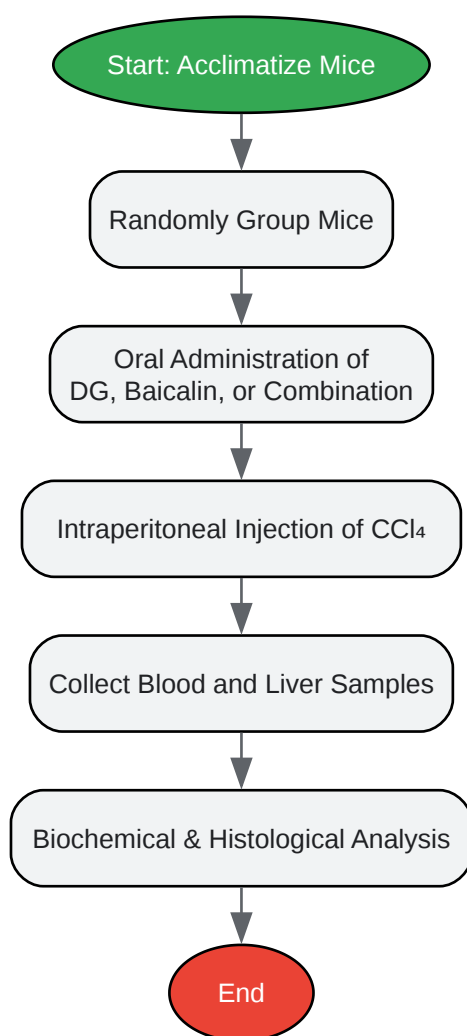 Start: Acclimatize Mice
Randomly Group Mice
Oral Administration of
DG, Baicalin, or Combination
Intraperitoneal Injection of CCl₄
Collect Blood and Liver Samples
Biochemical & Histological Analysis
End